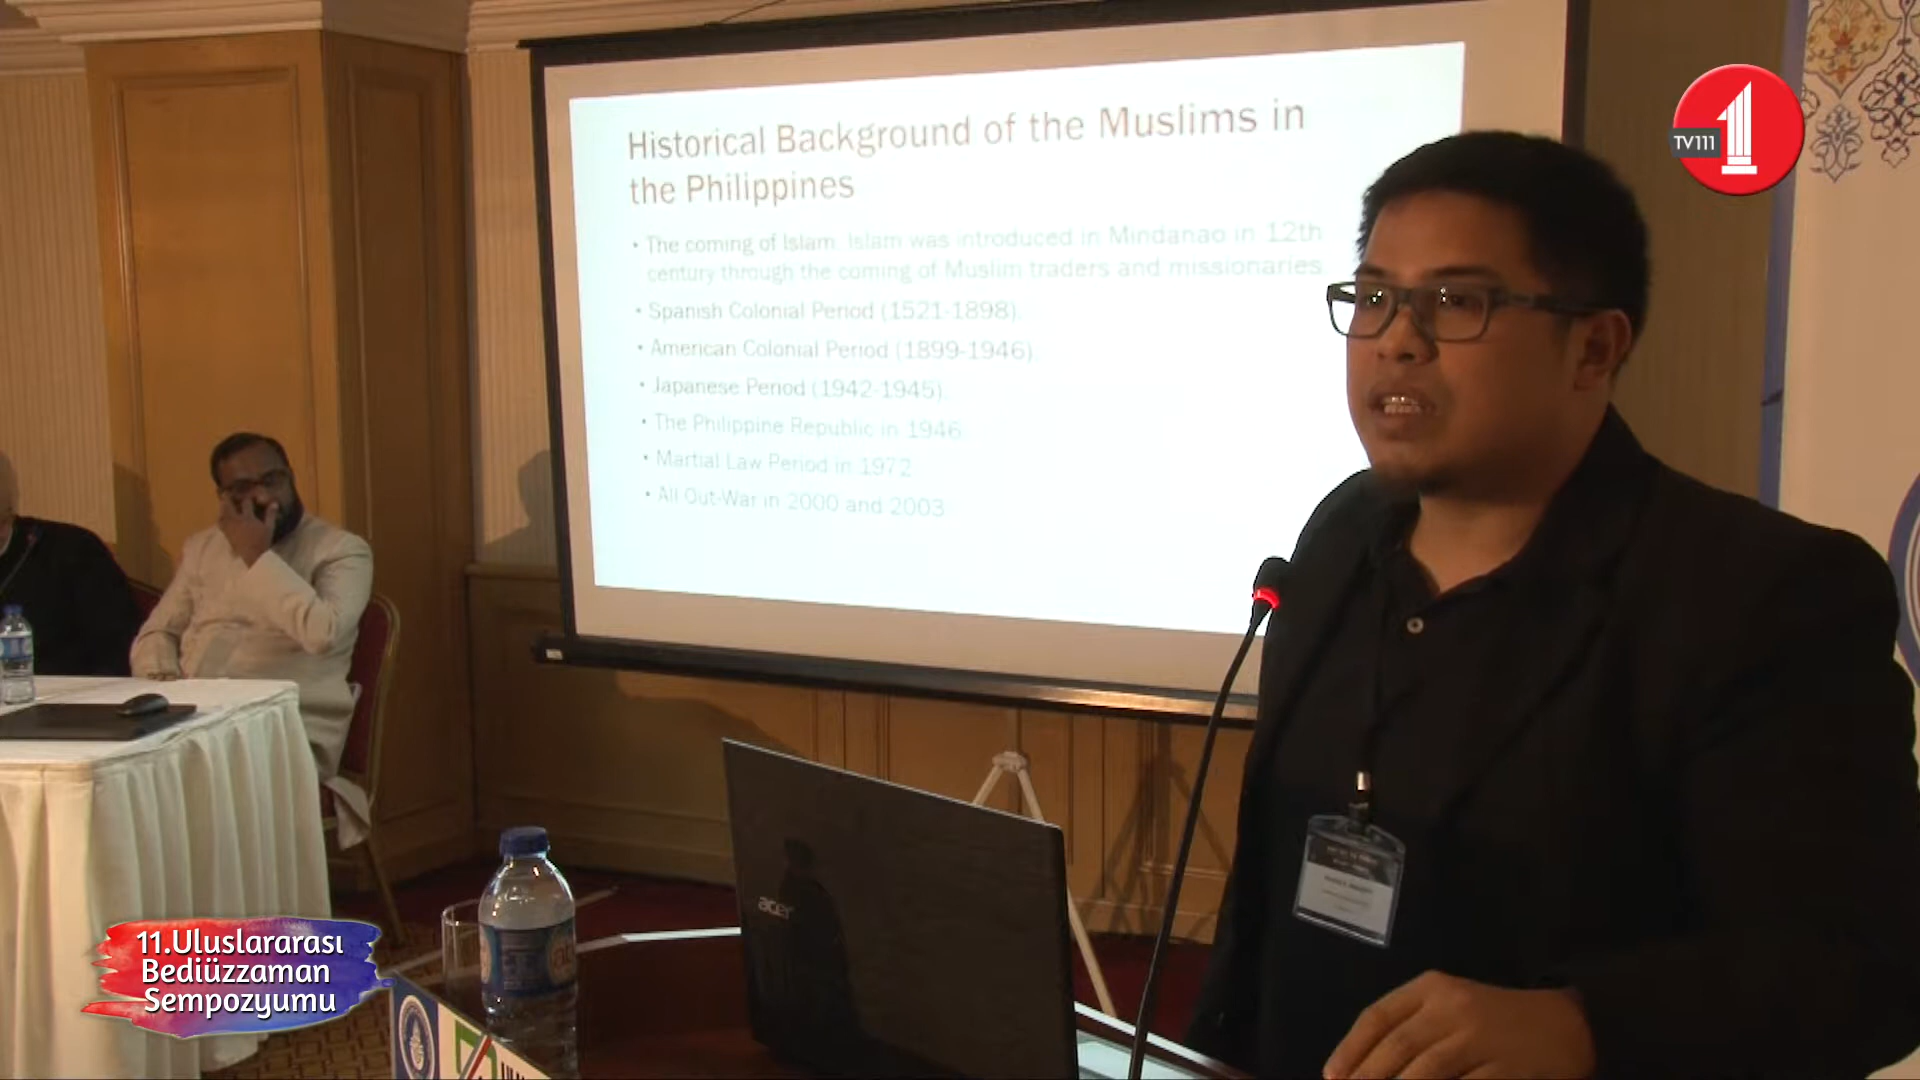 Historical Background of the Muslims in
the Philippines
• The coming of Islam. Islam was introduced in Mindanao in 12th
century through the coming of Muslim traders and missionaries.
• Spanish Colonial Period (1521-1898).
• American Colonial Period (1899-1946).
• Japanese Period (1942-1945).
• The Philippine Republic in 1946.
• Martial Law Period in 1972
• All Out-War in 2000 and 2003
TV111
acer
11.Uluslararası
Bediüzzaman
Sempozyumu